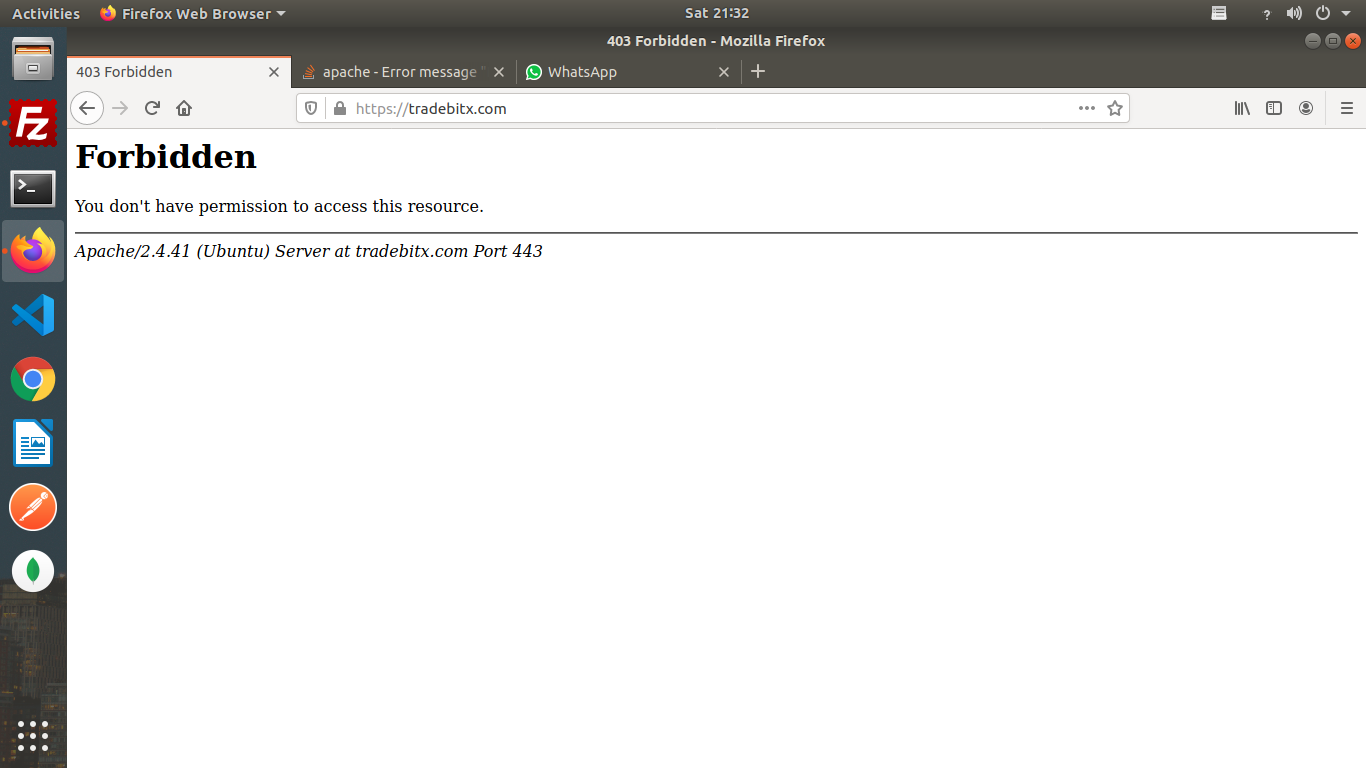 Activities
Firefox Web Browser
Sat 21:32
?
403 Forbidden - Mozilla Firefox
403 Forbidden
apache - Error message
WhatsApp
https://tradebitx.com
Forbidden
You don't have permission to access this resource.
Apache/2.4.41 (Ubuntu) Server at tradebitx.com Port 443
Fz
>_